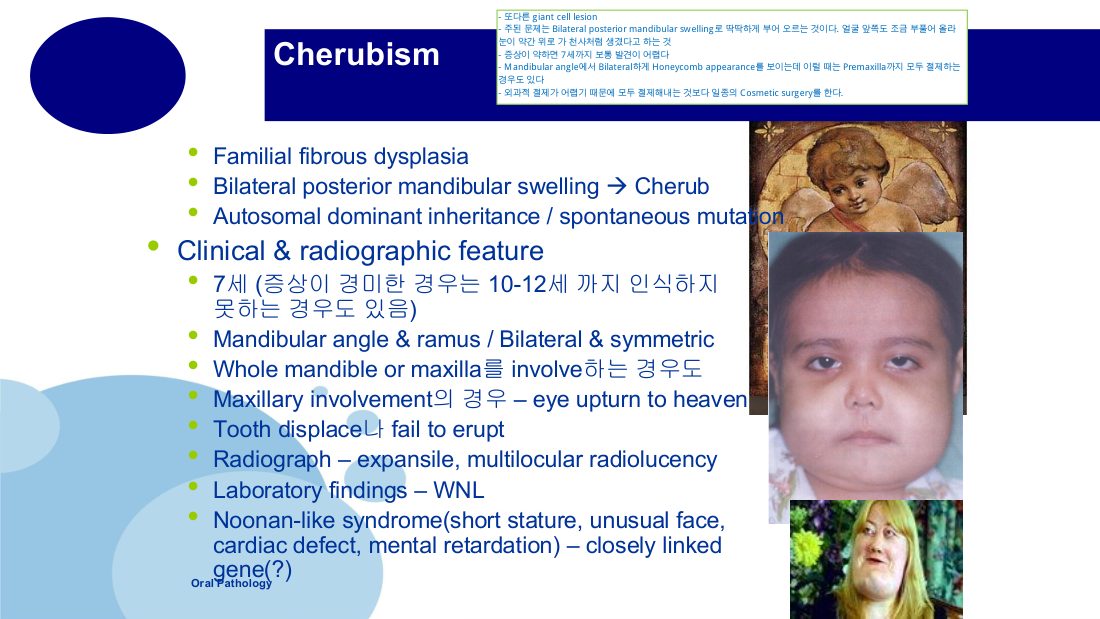 - 또다른 giant cell lesion
- 주된 문제는 Bilateral posterior mandibular swelling로 딱딱하게 부어 오르는 것이다. 얼굴 앞쪽도 조금 부풀어 올라
눈이 약간 위로 가 천사처럼 생겼다고 하는 것
- 증상이 약하면 7세까지 보통 발견이 어렵다
- Mandibular angle에서 Bilateral하게 Honeycomb appearance를 보이는데 이럴 때는 Premaxilla까지 모두 절제하는
경우도 있다
- 외과적 절제가 어렵기 때문에 모두 절제해내는 것보다 일종의 Cosmetic surgery를 한다.
Cherubism
• Familial fibrous dysplasia
• Bilateral posterior mandibular swelling → Cherub
• Autosomal dominant inheritance / spontaneous mutation
• Clinical & radiographic feature
• 7세 (증상이 경미한 경우는 10-12세 까지 인식하지
못하는 경우도 있음)
• Mandibular angle & ramus / Bilateral & symmetric
• Whole mandible or maxilla를 involve하는 경우도
• Maxillary involvement의 경우 – eye upturn to heaven
• Tooth displace나 fail to erupt
• Radiograph – expansile, multilocular radiolucency
• Laboratory findings – WNL
• Noonan-like syndrome(short stature, unusual face,
cardiac defect, mental retardation) – closely linked
gene(?)
Oral Pathology